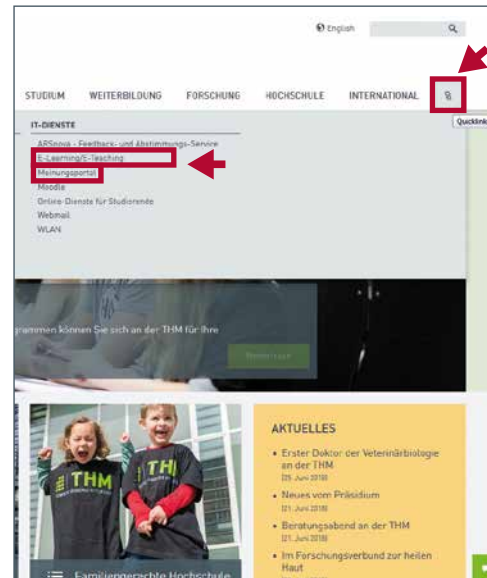 English
STUDIUM WEITERBILDUNG FORSCHUNG HOCHSCHULE INTERNATIONAL
Quicklink
IT-DIENSTE
ARSnova - Feedback- und Abstimmungs-Service
E-Learning/E-Teaching
Meinungsportal
Moodle
Online-Dienste für Studierende
Webmail
WLAN
grammen können Sie sich an der THM für Ihre
Weiterlesen
THM
THM
AKTUELLES
Erster Doktor der Veterinärbiologie
an der THM
[25. Juni 2018]
Neues vom Präsidium
[21. Juni 2018]
Beratungsabend an der THM
[21. Juni 2018]
Im Forschungsverbund zur heilen
Haut
Familiengerechte Hochschule